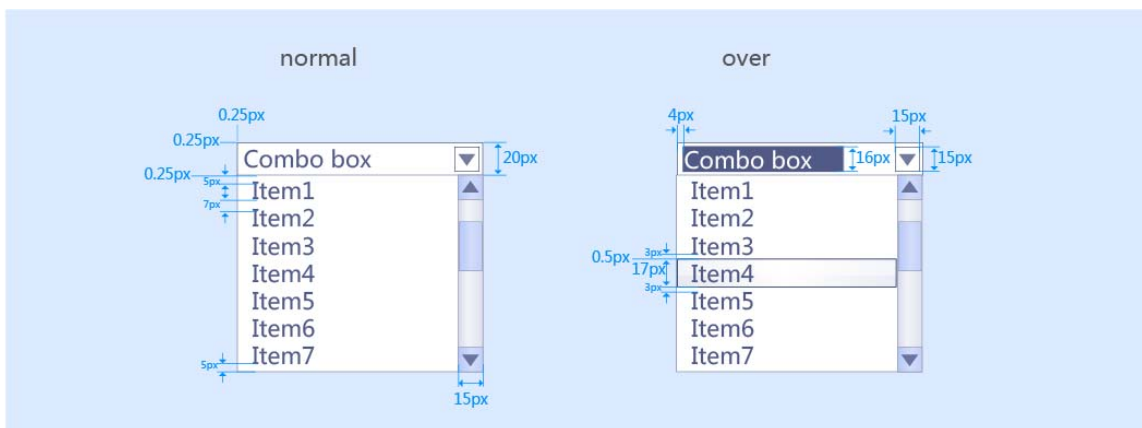 normal
0.25px
0.25px
Combo box
20px
0.25px
5px
7px
Item1
Item2
Item3
Item4
Item5
Item6
Item7
5px
15px
over
4px
15px
Combo box
16px
15px
Item1
Item2
Item3
0.5px
3px
17px
Item4
3px
Item5
Item6
Item7